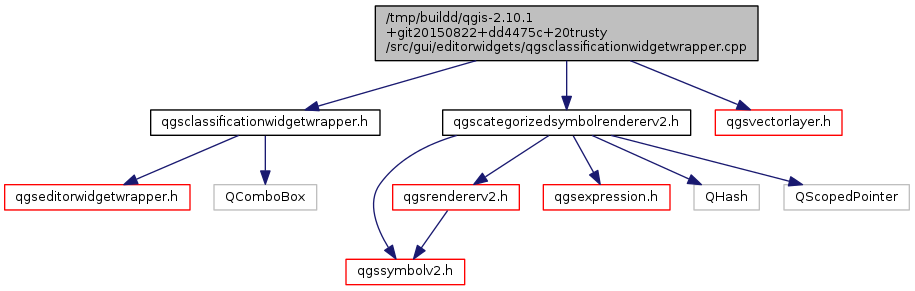 /tmp/buildd/qgis-2.10.1
+git20150822+dd4475c+20trusty
/src/gui/editorwidgets/qgsclassificationwidgetwrapper.cpp
qgsclassificationwidgetwrapper.h
qgscategorizedsymbolrendererv2.h
qgsvectorlayer.h
qgseditorwidgetwrapper.h
QComboBox
qgsrendererv2.h
qgsexpression.h
QHash
QScopedPointer
qgssymbolv2.h